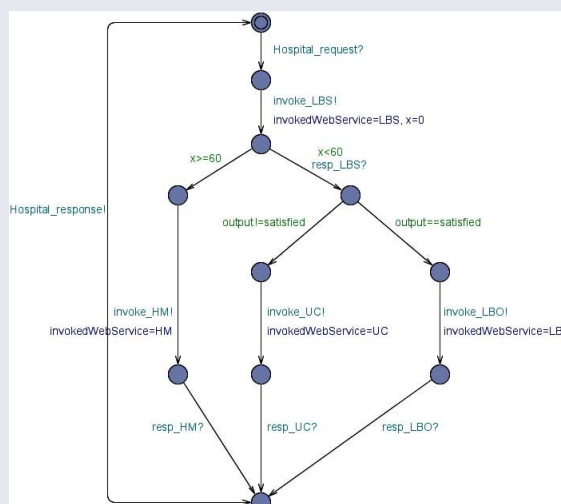 Hospital_request?
invoke_LBS!
invokedWebService=LBS, x=0
x>=60
x<60
resp_LBS?
Hospital_response!
output!=satisfied
output==satisfied
invoke_HM!
invokedWebService=HM
invoke_UC!
invokedWebService=UC
invoke_LBO!
invokedWebService=LB
resp_HM?
resp_UC?
resp_LBO?